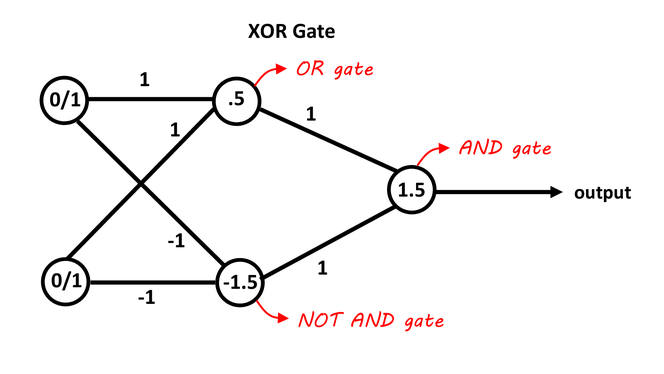 XOR Gate
OR gate
1
0/1
.5
1
1
AND gate
1.5
output
-1
0/1
-1.5
1
-1
NOT AND gate